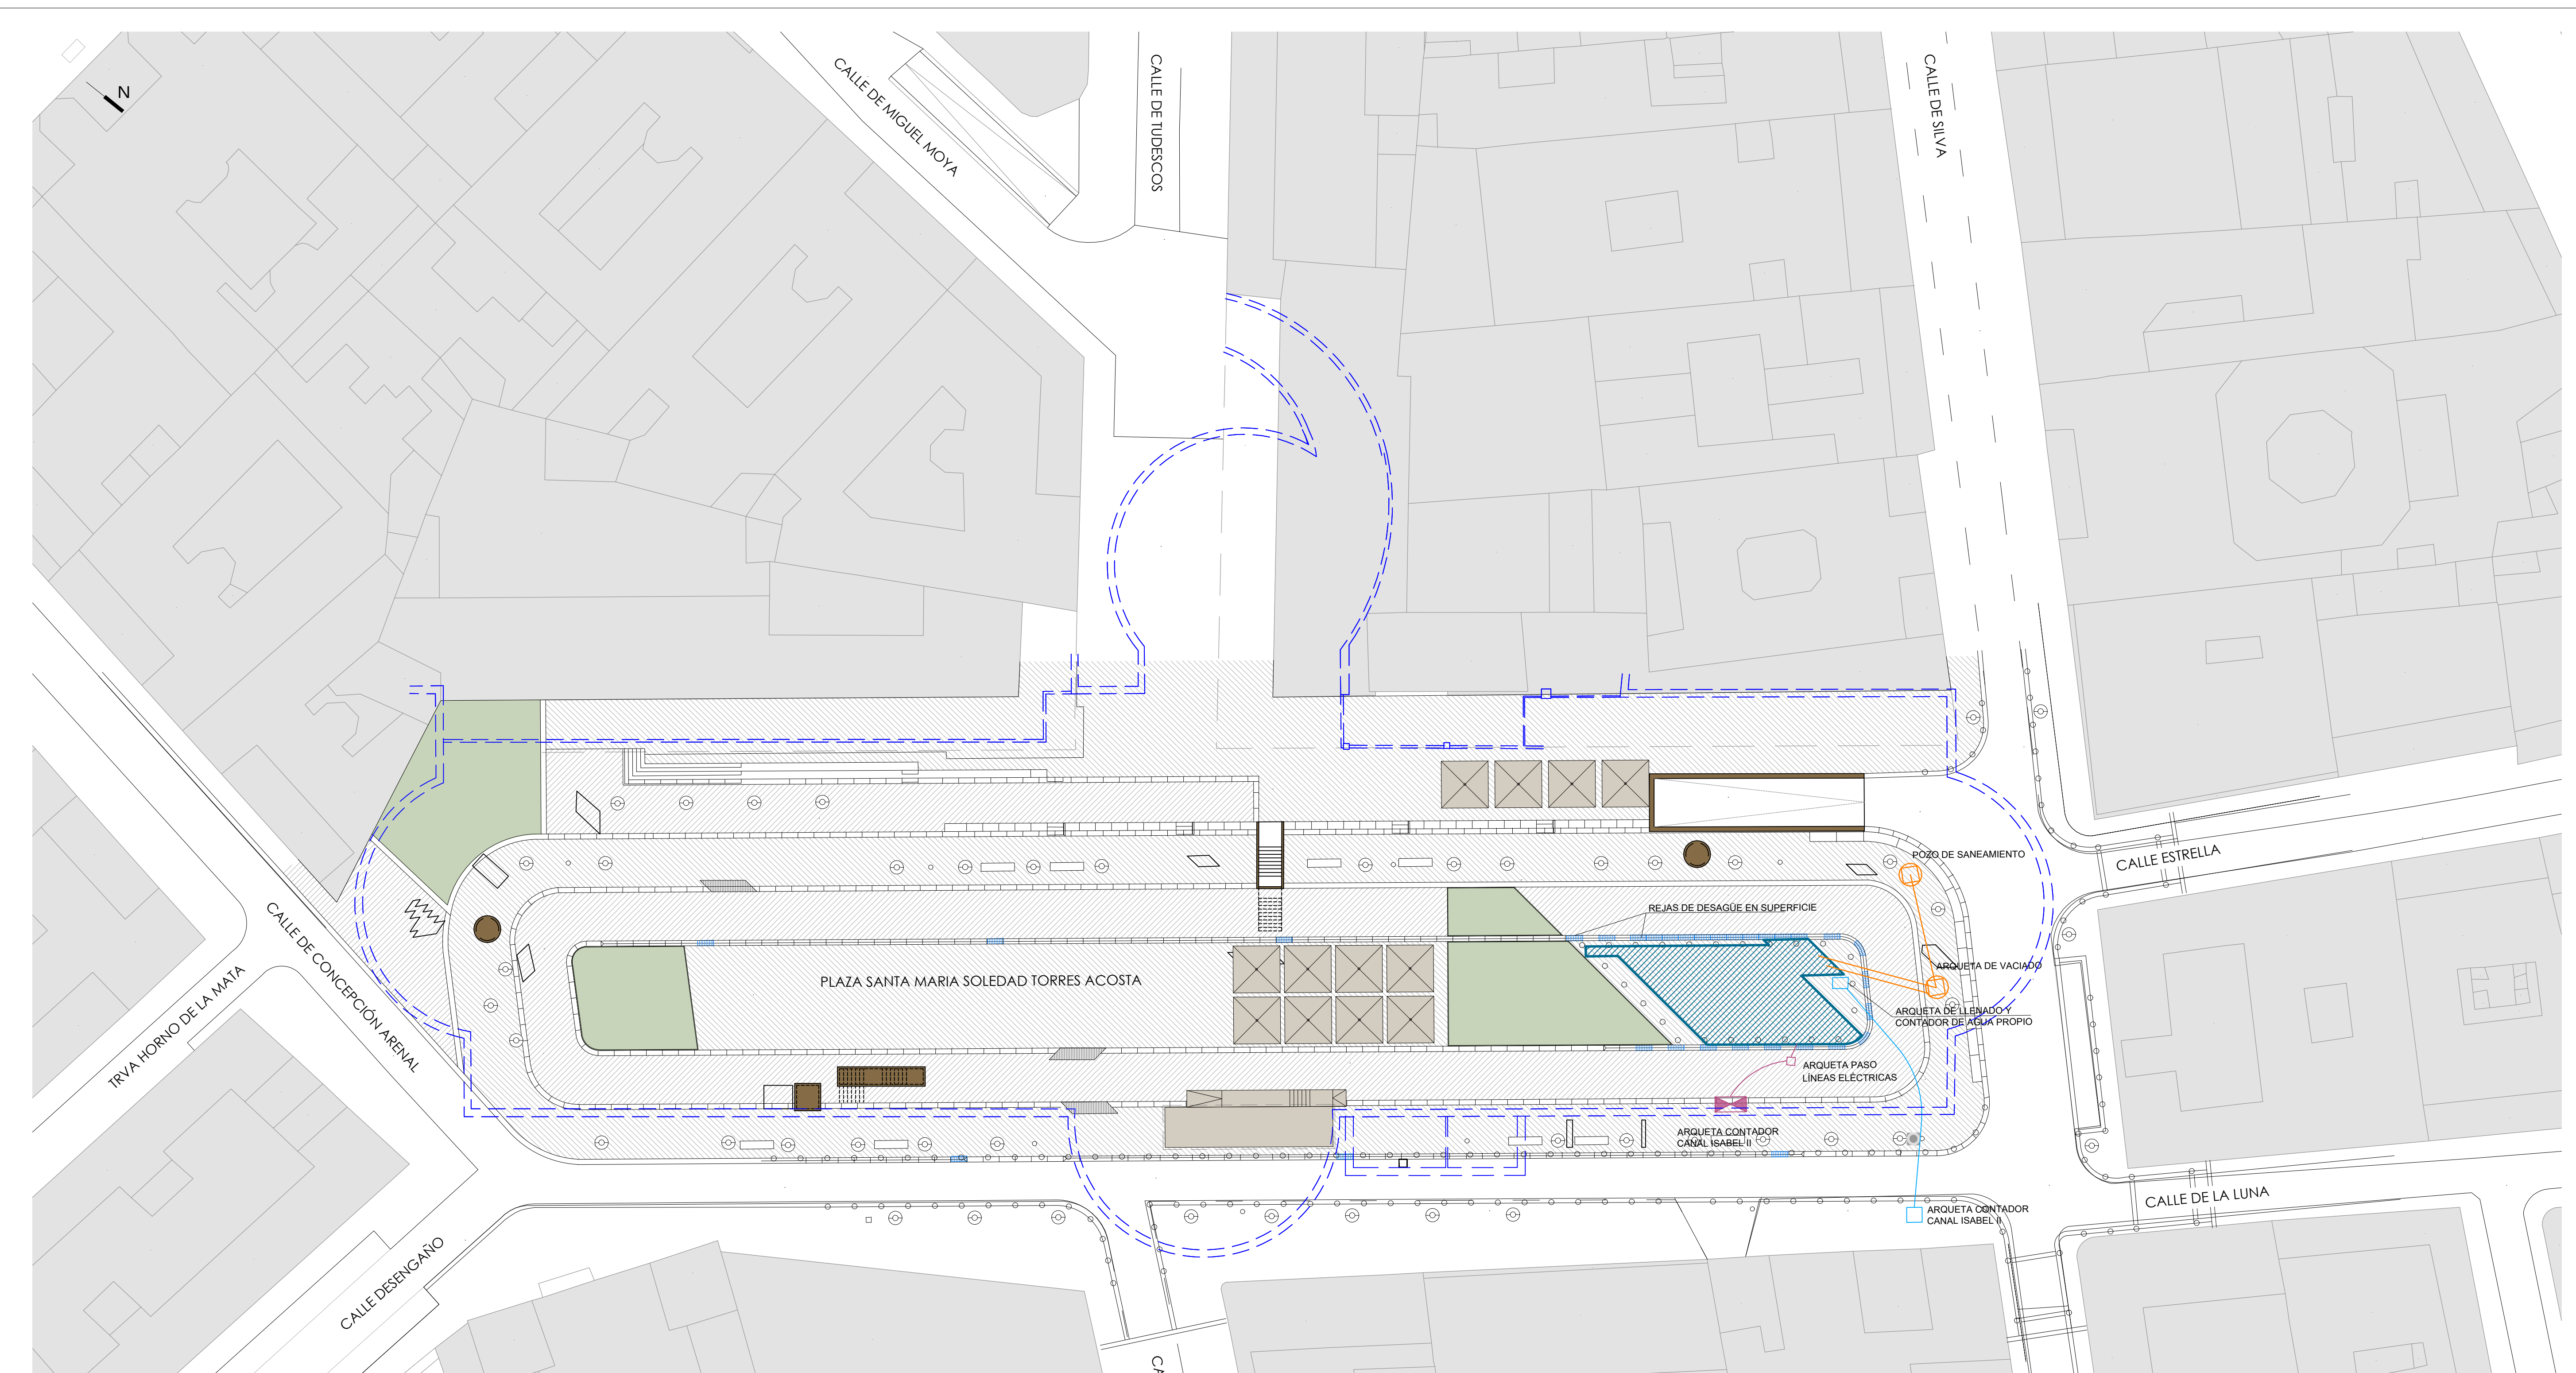 N
CALLE DE MIGUEL MOYA
CALLE DE TUDESCOS
CALLE DE SILVA
POZO DE SANEAMIENTO
CALLE ESTRELLA
REJAS DE DESAGÜE EN SUPERFICIE
CALLE DE CONCEPCIÓN ARENAL
TRVA HORNO DE LA MATA
PLAZA SANTA MARIA SOLEDAD TORRES ACOSTA
ARQUETA DE VACIADO
ARQUETA DE LLENADO Y
CONTADOR DE AGUA PROPIO
ARQUETA PASO
LÍNEAS ELÉCTRICAS
ARQUETA CONTADOR
CANAL ISABEL II
CALLE DE LA LUNA
ARQUETA CONTADOR
CANAL ISABEL II
CALLE DESENGAÑO
CA